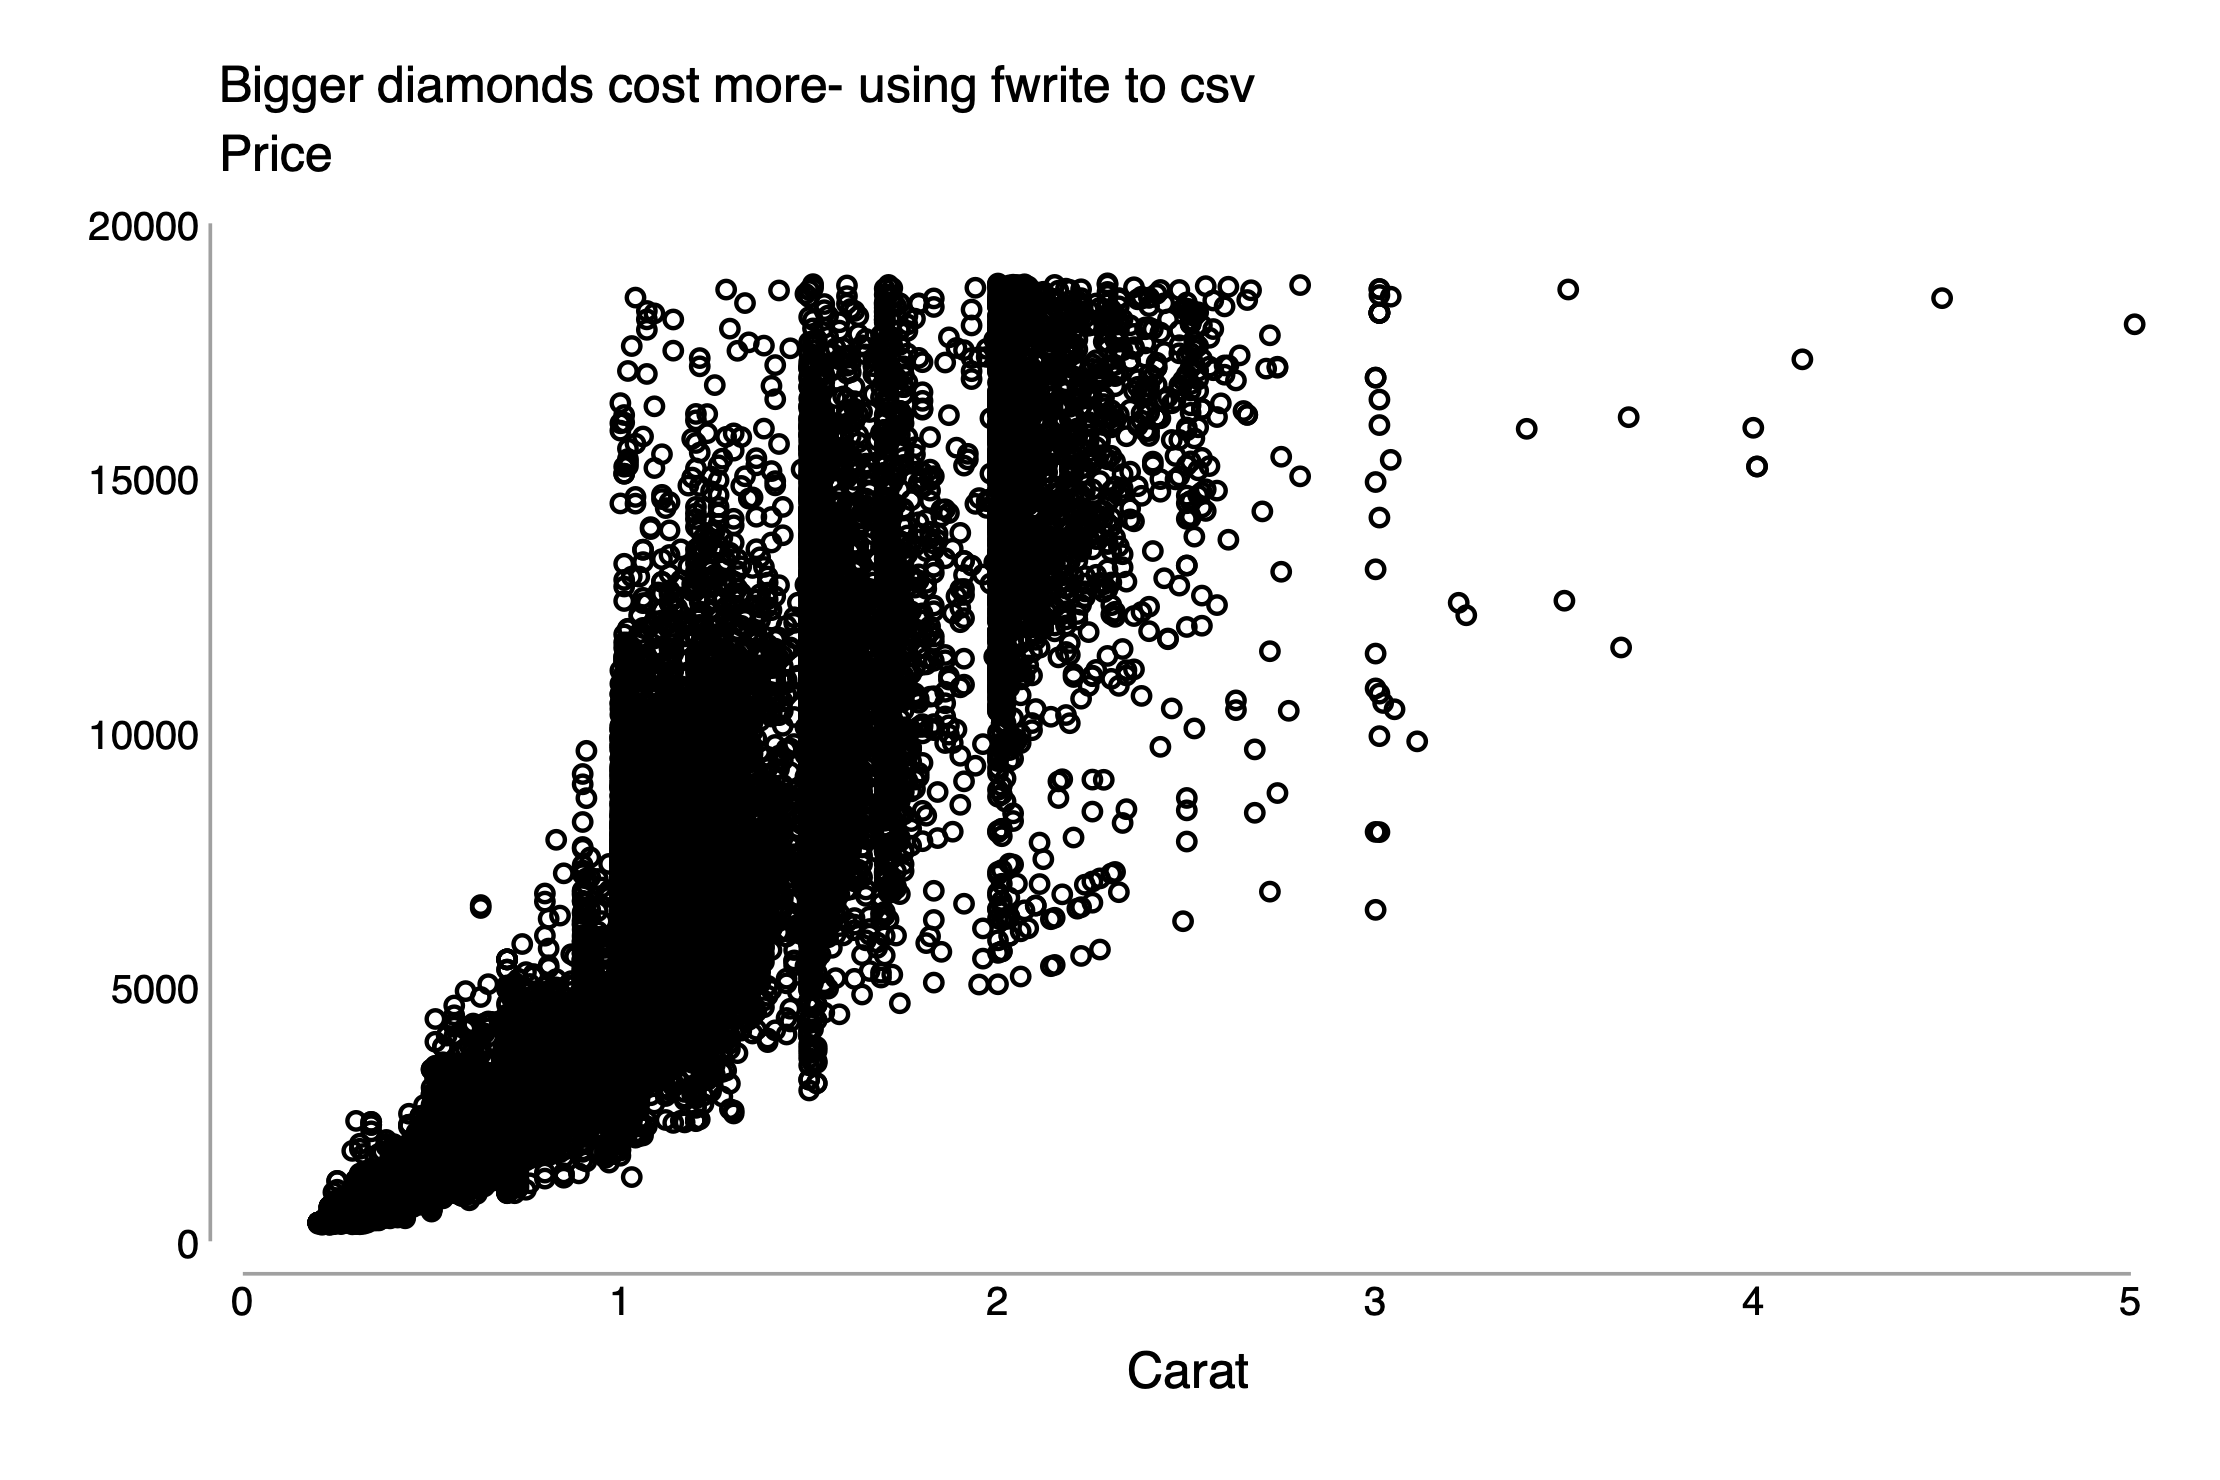 Bigger diamonds cost more- using fwrite to csv
Price
20000
15000
10000
5000
0
0 1 2 3 4 5
Carat